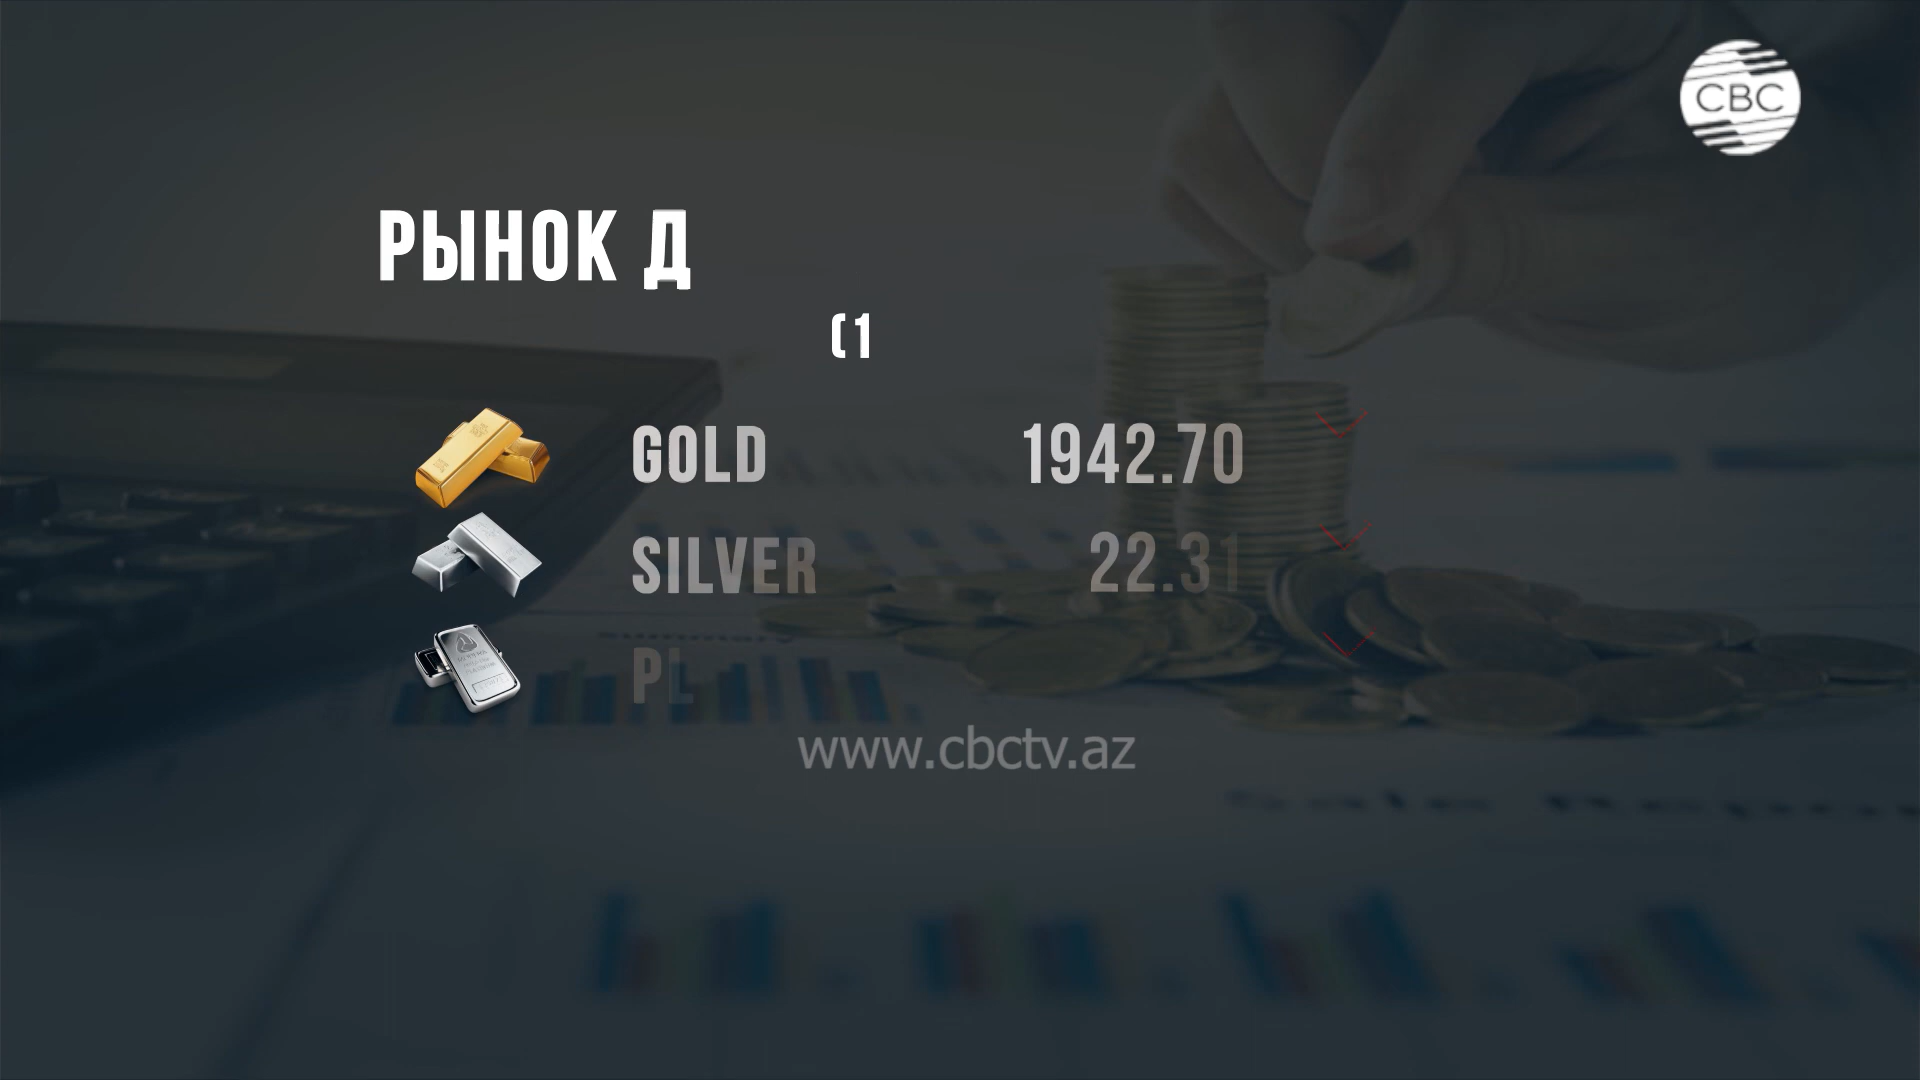 CBC
РЫНОК Д
(1
GOLD 1942.70
SILVER 22.31
PL
www.cbctv.az